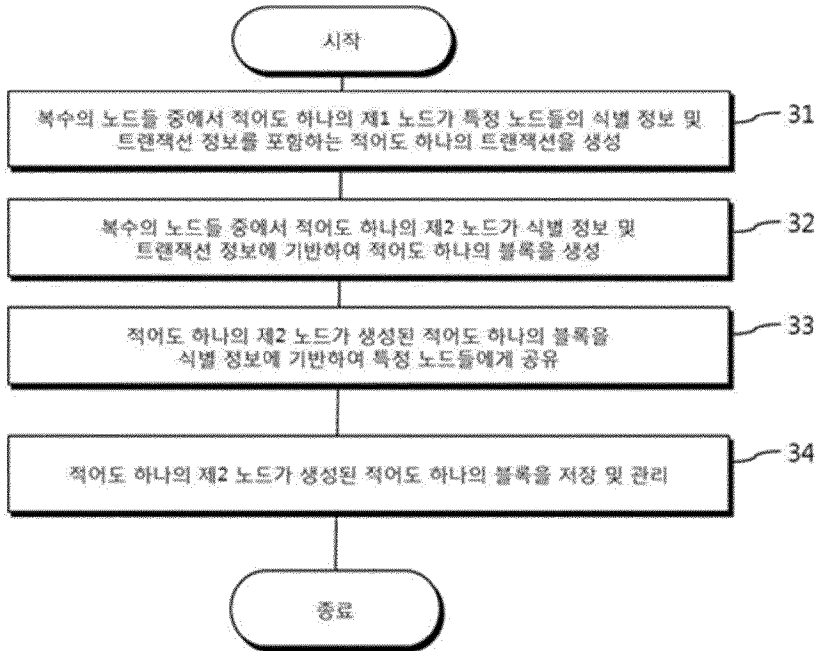 시작
복수의 노드들 중에서 적어도 하나의 제1 노드가 특정 노드들의 식별 정보 및
트랜잭션 정보를 포함하는 적어도 하나의 트랜잭션을 생성
31
복수의 노드들 중에서 적어도 하나의 제2 노드가 식별 정보 및
트랜잭션 정보에 기반하여 적어도 하나의 블록을 생성
32
적어도 하나의 제2 노드가 생성된 적어도 하나의 블록을
식별 정보에 기반하여 특정 노드들에게 공유
33
적어도 하나의 제2 노드가 생성된 적어도 하나의 블록을 저장 및 관리
34
종료